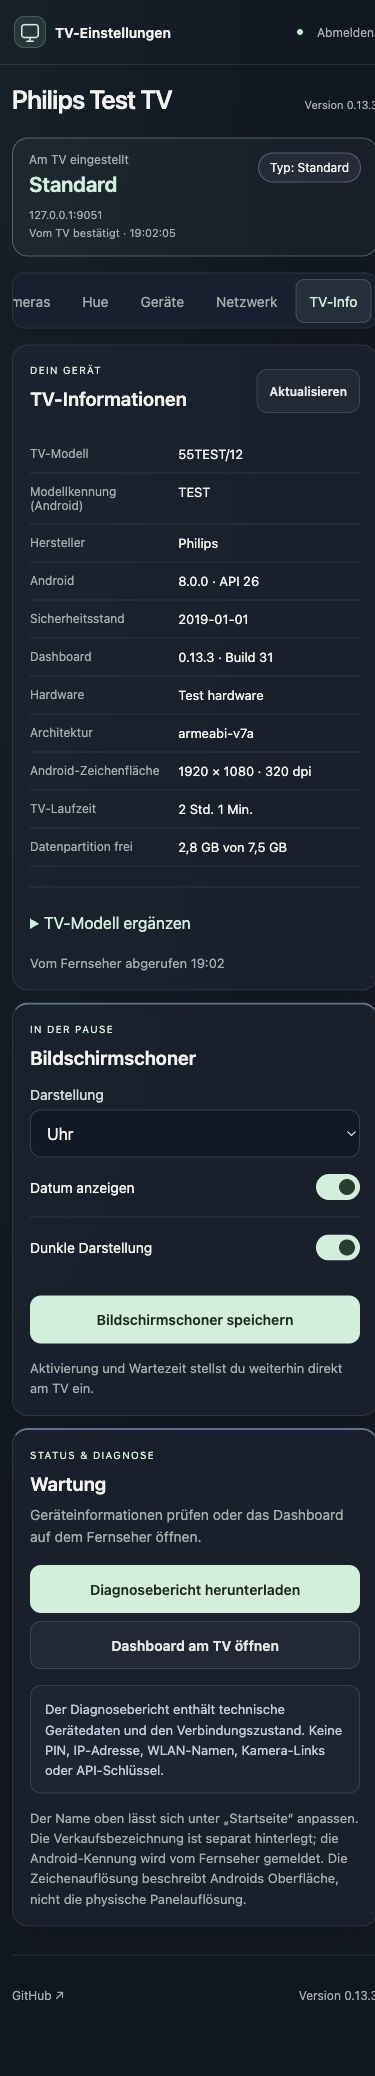 TV-Einstellungen
Abmelden
Philips Test TV
Version 0.13.3
Am TV eingestellt
Standard
Typ: Standard
127.0.0.1:9051
Vom TV bestätigt · 19:02:05
meras Hue Geräte Netzwerk TV-Info
DEIN GERÄT
TV-Informationen
Aktualisieren
TV-Modell 55TEST/12
Modellkennung
(Android) TEST
Hersteller Philips
Android 8.0.0 · API 26
Sicherheitsstand 2019-01-01
Dashboard 0.13.3 · Build 31
Hardware Test hardware
Architektur armeabi-v7a
Android-Zeichenfläche 1920 × 1080 · 320 dpi
TV-Laufzeit 2 Std. 1 Min.
Datenpartition frei 2,8 GB von 7,5 GB
▶ TV-Modell ergänzen
Vom Fernseher abgerufen 19:02
IN DER PAUSE
Bildschirmschoner
Darstellung
Uhr
Datum anzeigen
Dunkle Darstellung
Bildschirmschoner speichern
Aktivierung und Wartezeit stellst du weiterhin direkt
am TV ein.
STATUS & DIAGNOSE
Wartung
Geräteinformationen prüfen oder das Dashboard
auf dem Fernseher öffnen.
Diagnosebericht herunterladen
Dashboard am TV öffnen
Der Diagnosebericht enthält technische
Gerätedaten und den Verbindungszustand. Keine
PIN, IP-Adresse, WLAN-Namen, Kamera-Links
oder API-Schlüssel.
Der Name oben lässt sich unter „Startseite“ anpassen.
Die Verkaufsbezeichnung ist separat hinterlegt; die
Android-Kennung wird vom Fernseher gemeldet. Die
Zeichenauflösung beschreibt Androids Oberfläche,
nicht die physische Panelauflösung.
GitHub ↗
Version 0.13.3